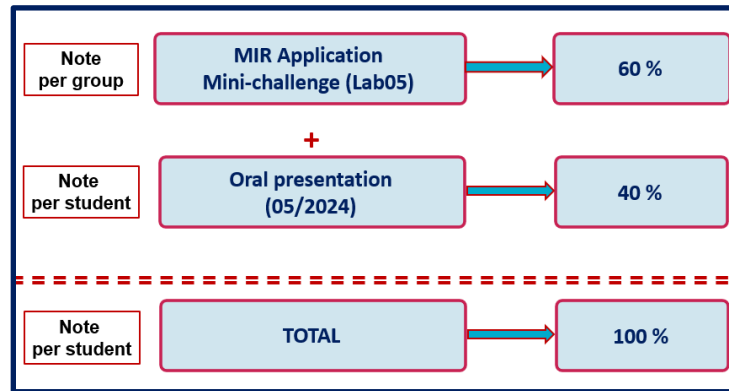 Note
per group
MIR Application
Mini-challenge (Lab05)
60 %
+
Note
per student
Oral presentation
(05/2024)
40 %
Note
per student
TOTAL
100 %